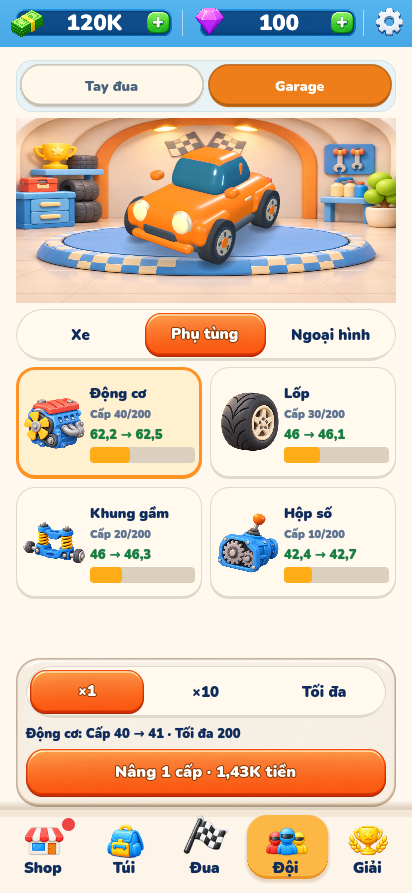 120K
100
Tay đua
Garage
Xe
Phụ tùng
Ngoại hình
Động cơ
Cấp 40/200
62,2 → 62,5
Lốp
Cấp 30/200
46 → 46,1
Khung gầm
Cấp 20/200
46 → 46,3
Hộp số
Cấp 10/200
42,4 → 42,7
×1
×10
Tối đa
Động cơ: Cấp 40 → 41 · Tối đa 200
Nâng 1 cấp · 1,43K tiền
Shop
Túi
Đua
Đội
Giải